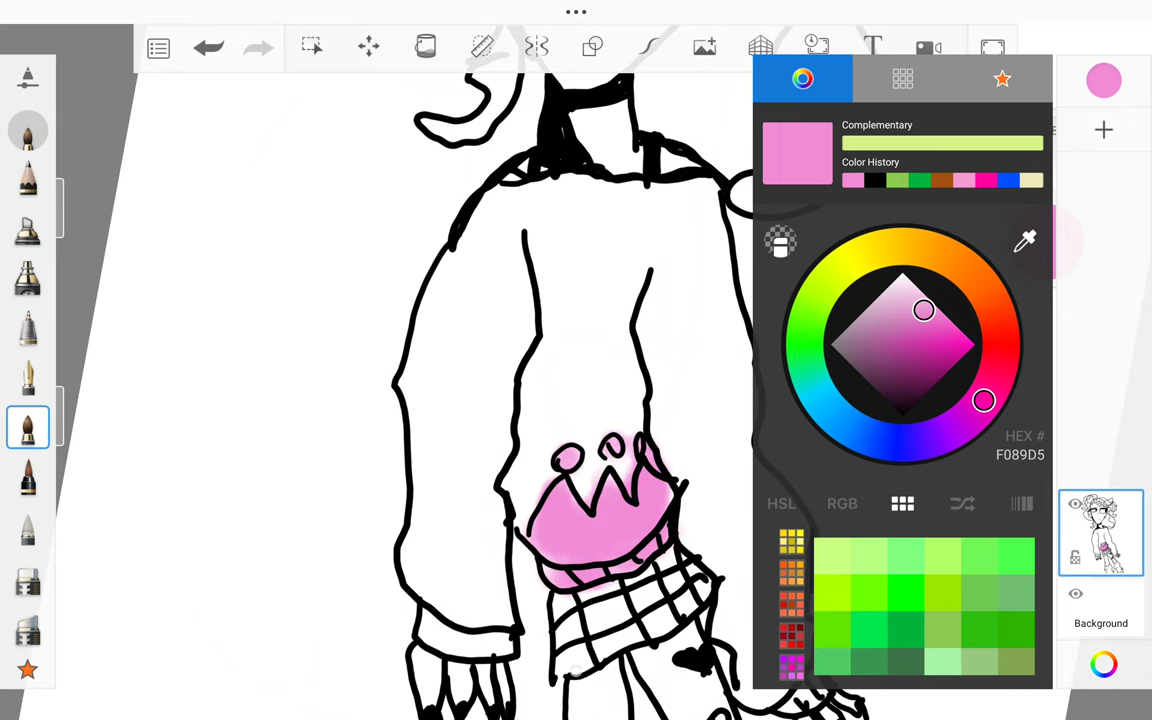 T
Complementary
Color History
HEX #
F089D5
HSL RGB
Background